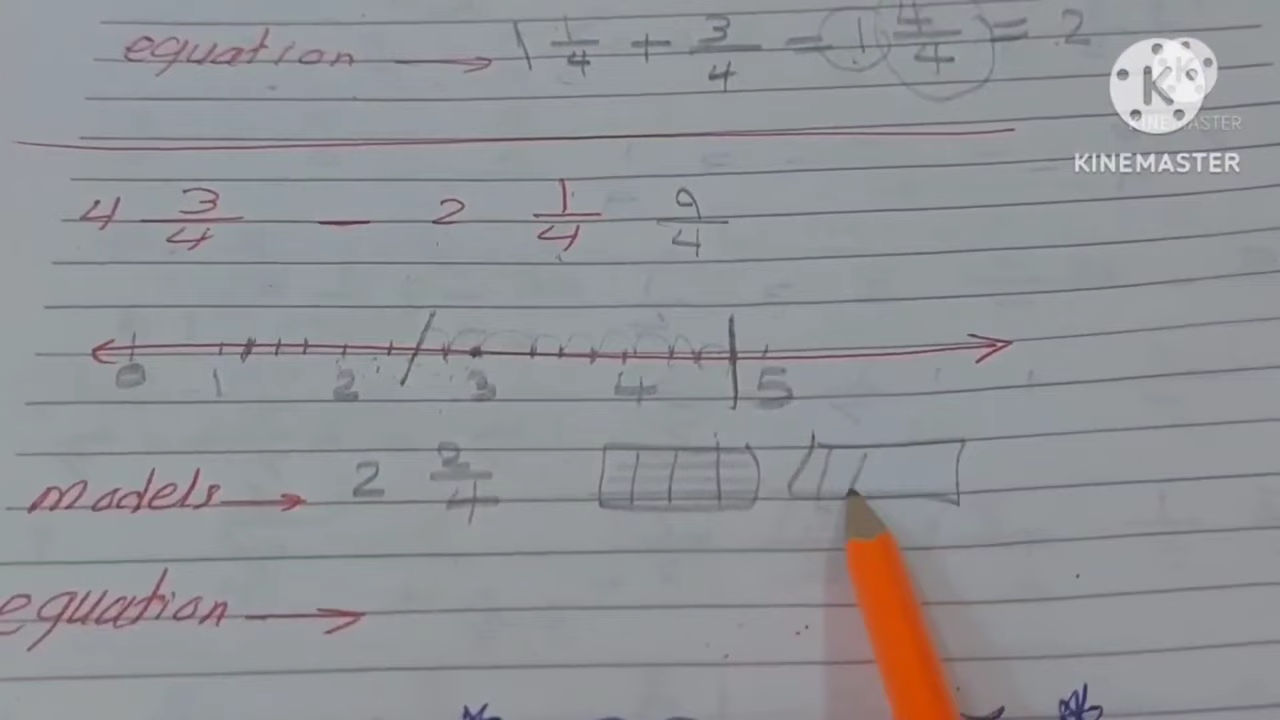 equation → 1 1/4 + 3/4 = 1 4/4 = 2
K
KINEMASTER
KINEMASTER
4 3/4 - 2 1/4 9/4
0 1 2 3 4 5
models → 2 2/4
equation →